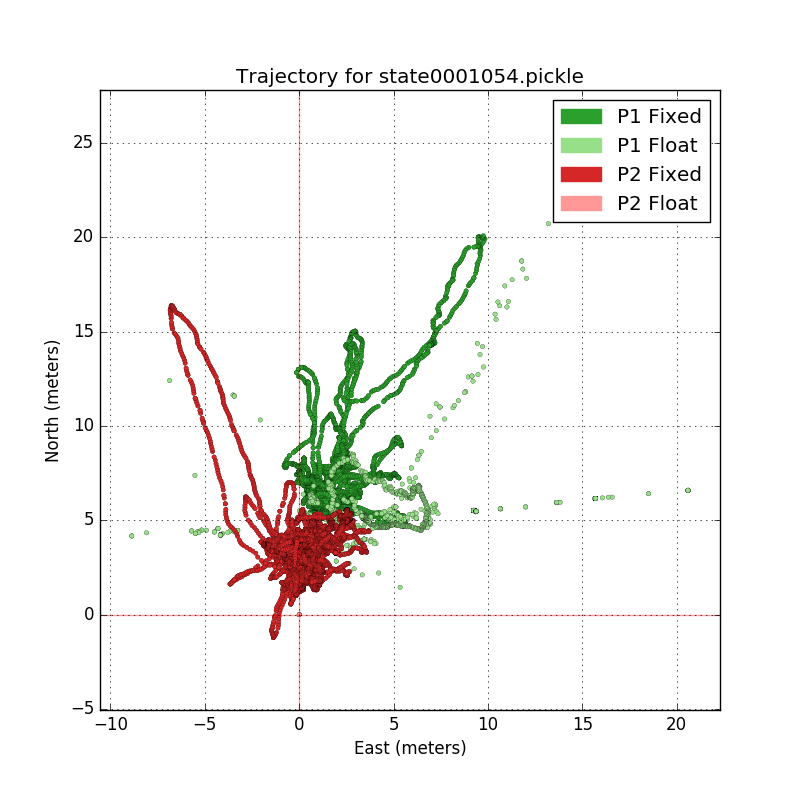 Trajectory for state0001054.pickle
P1 Fixed
P1 Float
P2 Fixed
P2 Float
North (meters)
25
20
15
10
5
0
−5
−10
−5
0
5
10
15
20
East (meters)